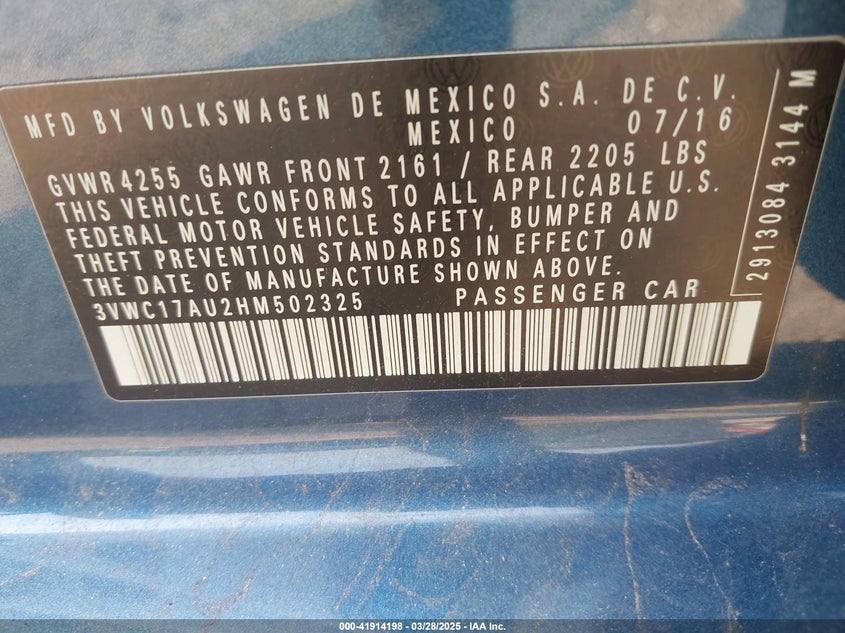 MFD BY VOLKSWAGEN DE MEXICO S.A. DE C.V.
MEXICO 07/16
GVWR 4255 GAWR FRONT 2161 / REAR 2205 LBS
THIS VEHICLE CONFORMS TO ALL APPLICABLE U.S.
FEDERAL MOTOR VEHICLE SAFETY, BUMPER AND
THEFT PREVENTION STANDARDS IN EFFECT ON
THE DATE OF MANUFACTURE SHOWN ABOVE.
3VWC17AU2HM502325 PASSENGER CAR
2913084 3144 M
000-41914198 - 03/28/2025 - IAA Inc.